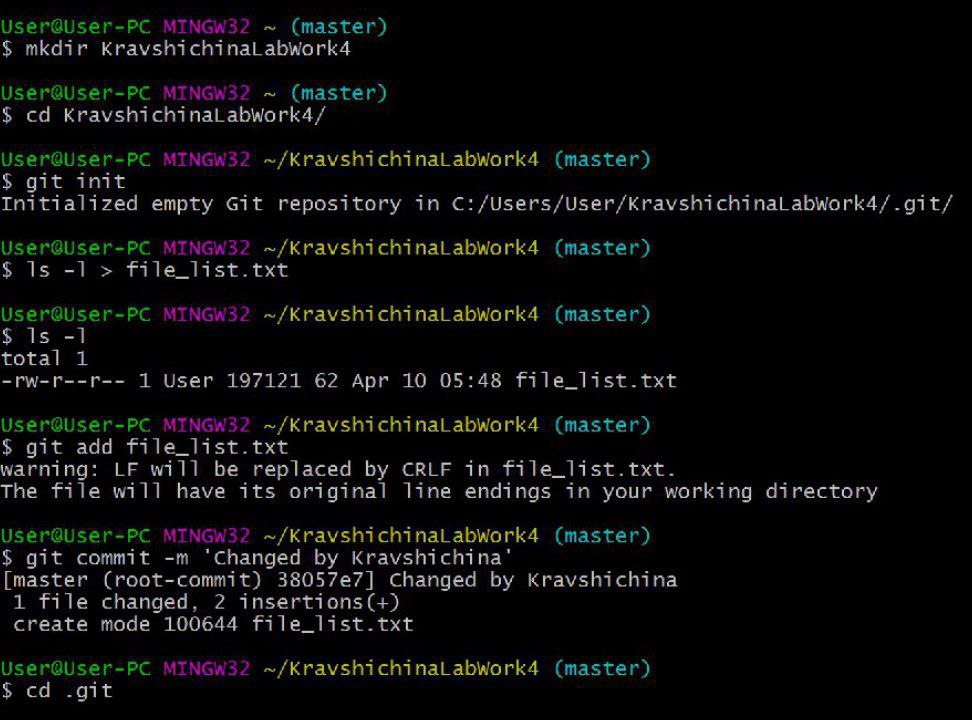 User@User-PC MINGW32 ~ (master)
$ mkdir KravshichinaLabWork4
User@User-PC MINGW32 ~ (master)
$ cd KravshichinaLabWork4/
User@User-PC MINGW32 ~/KravshichinaLabWork4 (master)
$ git init
Initialized empty Git repository in C:/Users/User/KravshichinaLabWork4/.git/
User@User-PC MINGW32 ~/KravshichinaLabWork4 (master)
$ ls -l > file_list.txt
User@User-PC MINGW32 ~/KravshichinaLabWork4 (master)
$ ls -l
total 1
-rw-r--r-- 1 User 197121 62 Apr 10 05:48 file_list.txt
User@User-PC MINGW32 ~/KravshichinaLabWork4 (master)
$ git add file_list.txt
warning: LF will be replaced by CRLF in file_list.txt.
The file will have its original line endings in your working directory
User@User-PC MINGW32 ~/KravshichinaLabWork4 (master)
$ git commit -m 'Changed by Kravshichina'
[master (root-commit) 38057e7] Changed by Kravshichina
1 file changed, 2 insertions(+)
create mode 100644 file_list.txt
User@User-PC MINGW32 ~/KravshichinaLabWork4 (master)
$ cd .git